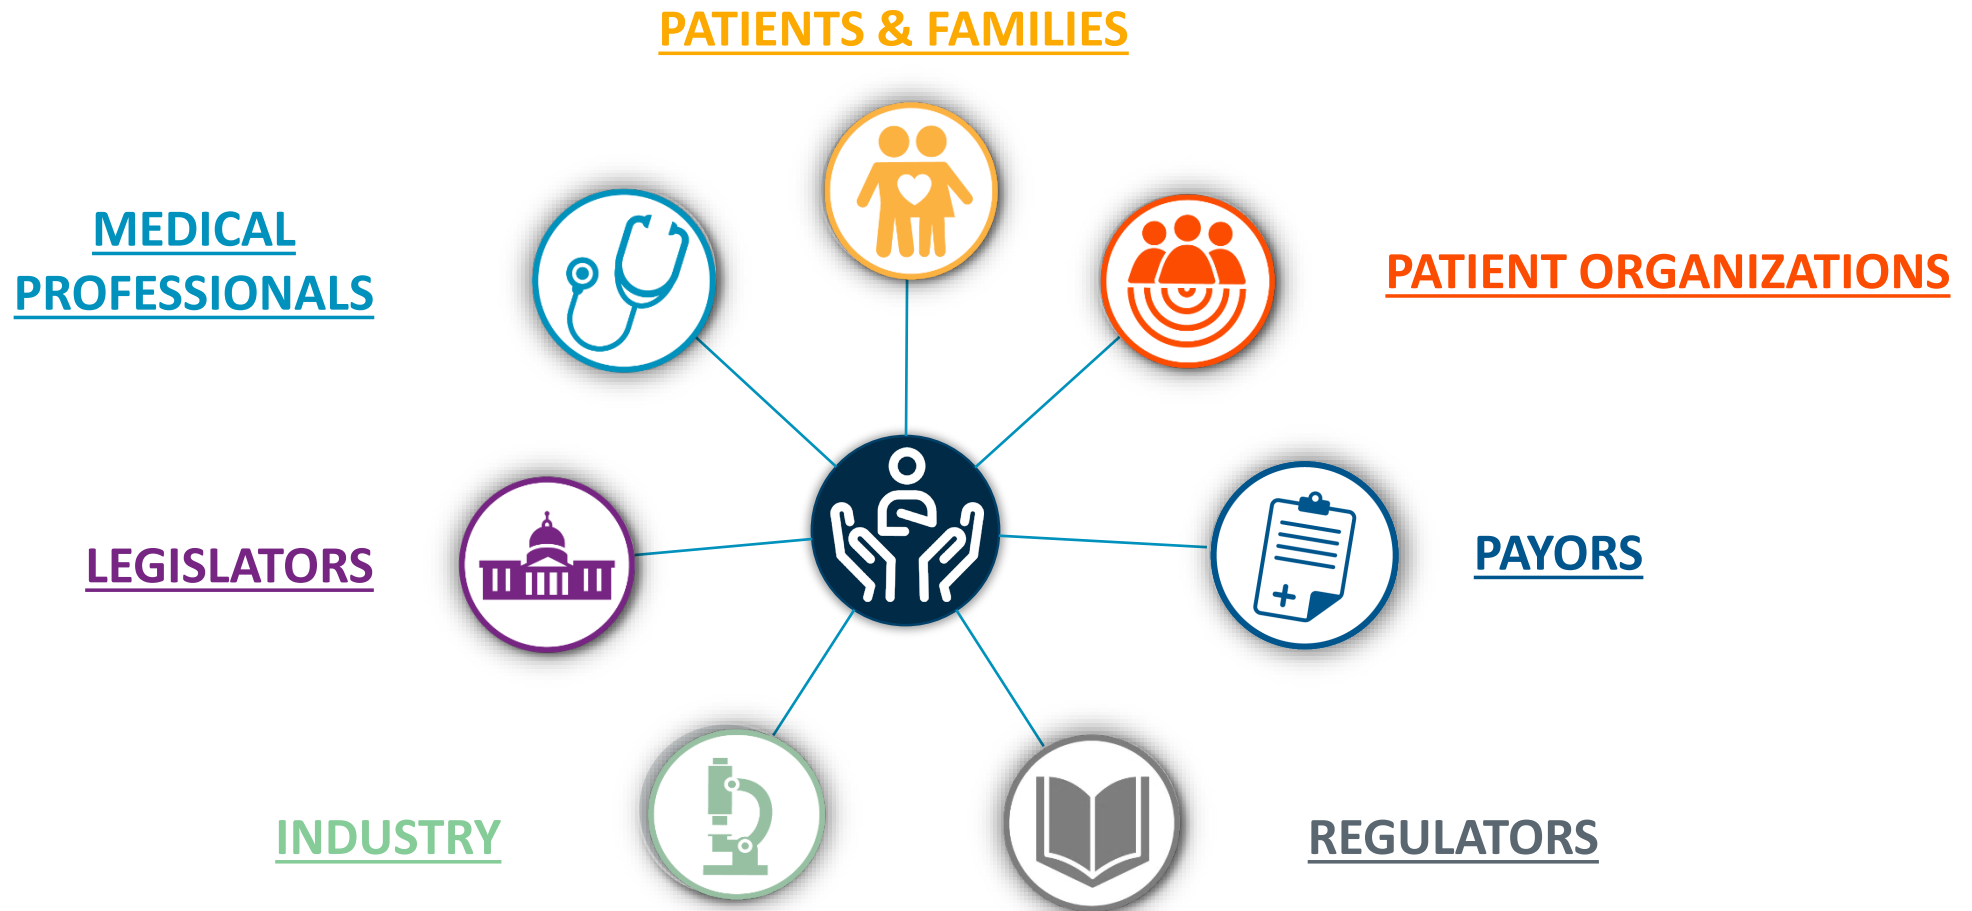 PATIENTS & FAMILIES
MEDICAL
PROFESSIONALS
PATIENT ORGANIZATIONS
LEGISLATORS
PAYORS
INDUSTRY
REGULATORS